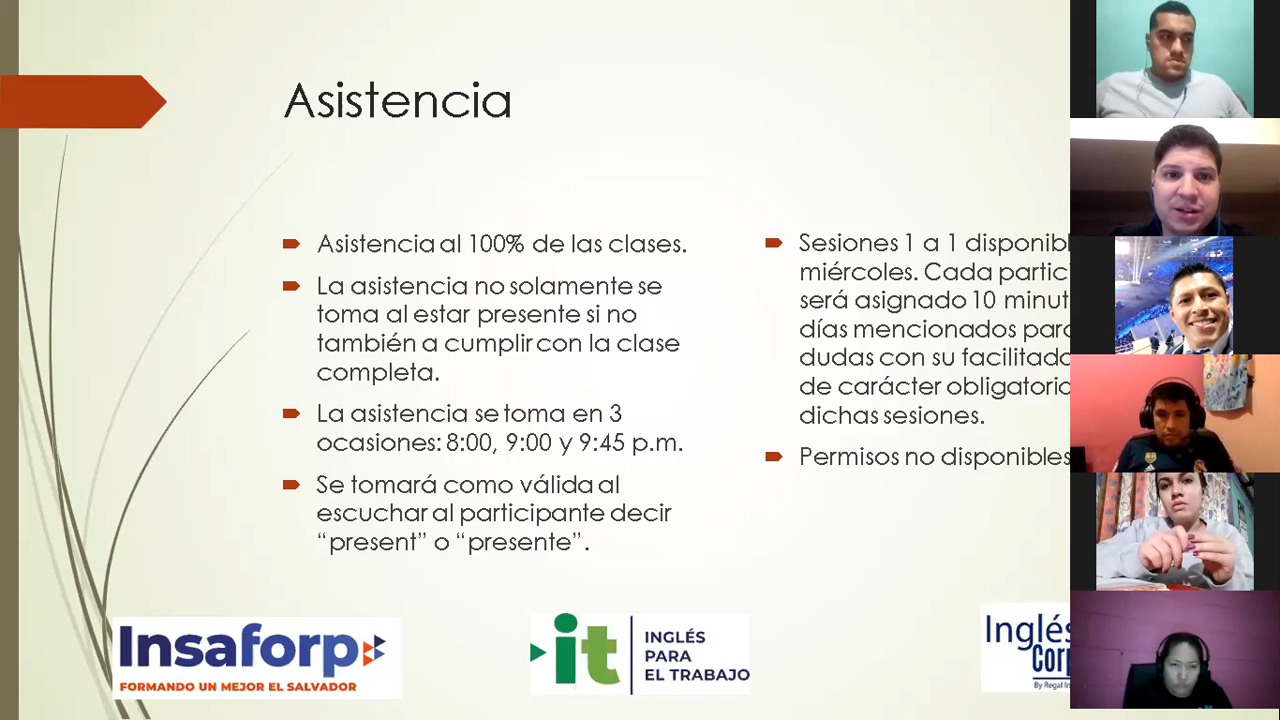 Asistencia
Asistencia al 100% de las clases.
La asistencia no solamente se
toma al estar presente si no
también a cumplir con la clase
completa.
La asistencia se toma en 3
ocasiones: 8:00, 9:00 y 9:45 p.m.
Se tomará como válida al
escuchar al participante decir
“present” o “presente”.
Sesiones 1 a 1
miércoles. Cada
será asignado 10
días mencionados
dudas con su
de carácter
dichas sesiones.
Permisos no disponibles
Insaforp
FORMANDO UN MEJOR EL SALVADOR
it
INGLÉS
PARA
EL TRABAJO
Inglés
Corp
By Regal